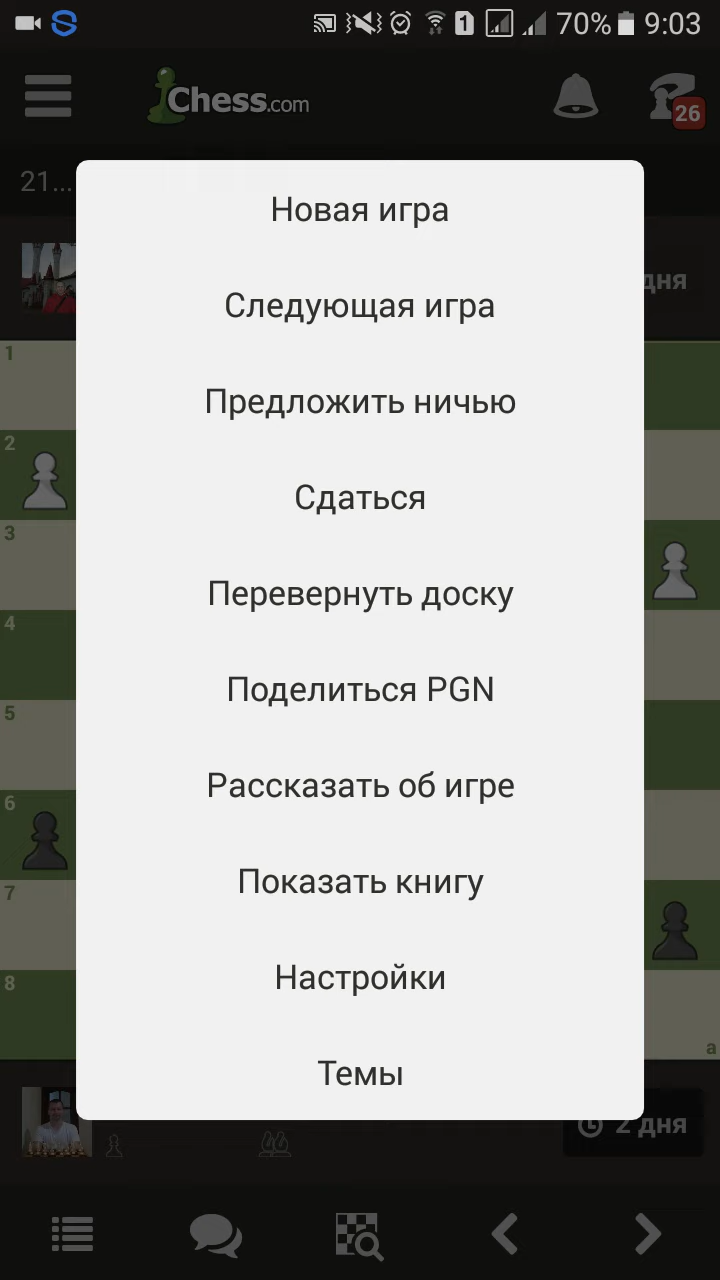 1 70% 9:03
Chess.com
26
21...
Новая игра
Следующая игра
дня
Предложить ничью
Сдаться
Перевернуть доску
Поделиться PGN
Рассказать об игре
Показать книгу
Настройки
Темы
1
2
3
4
5
6
7
8
a
2 дня